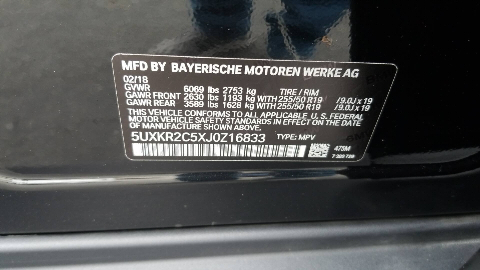 MFD BY BAYERISCHE MOTOREN WERKE AG
02/18
GVWR 6069 lbs 2753 kg TIRE / RIM
GAWR FRONT 2630 lbs 1193 kg WITH 255/50 R19 / 9.0J x 19
GAWR REAR 3589 lbs 1628 kg WITH 255/50 R19 / 9.0J x 19
THIS VEHICLE CONFORMS TO ALL APPLICABLE U.S. FEDERAL
MOTOR VEHICLE SAFETY STANDARDS IN EFFECT ON THE
DATE OF MANUFACTURE SHOWN ABOVE.
5UXKR2C5XJ0Z16833 TYPE: MPV
475M